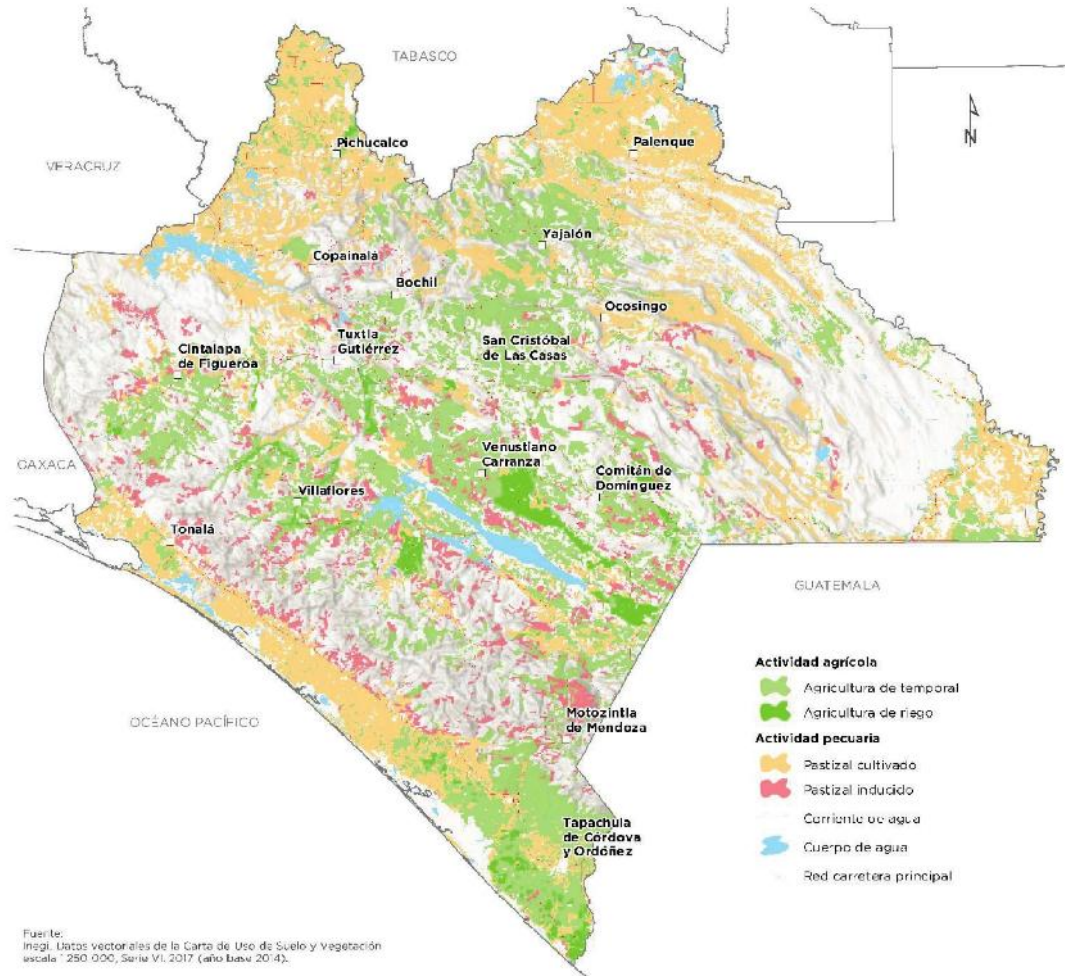 TABASCO
N
Pichucalco
Palenque
VERACRUZ
Yajalón
Copainalá
Bochil
Ocosingo
Tuxtla
Gutiérrez
San Cristóbal
de Las Casas
Cintalapa
de Figueroa
Venustiano
Carranza
OAXACA
Comitán de
Domínguez
Villaflores
Tonalá
GUATEMALA
Actividad agrícola
Agricultura de temporal
Agricultura de riego
OCÉANO PACÍFICO
Motozintla
de Mendoza
Actividad pecuaria
Pastizal cultivado
Pastizal inducido
Corriente de agua
Tapachula
de Córdova
y Ordóñez
Cuerpo de agua
Red carretera principal
Fuente:
Inegi. Datos vectoriales de la Carta de Uso de Suelo y Vegetación
escala 1:250 000, Serie VI. 2017 (año base 2014).